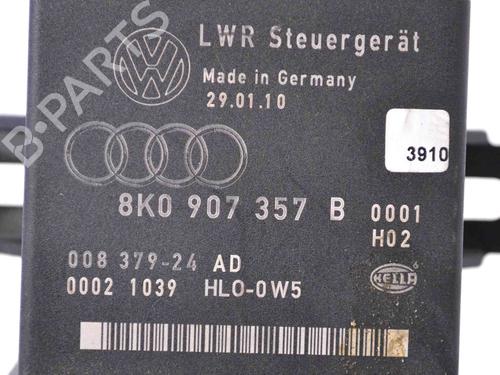 LWR Steuergerät
Made in Germany
29.01.10
3910
8K0 907 357 B 0001
H02
008 379-24 AD
0002 1039 HLO-0W5
HELLA
B-PARTS